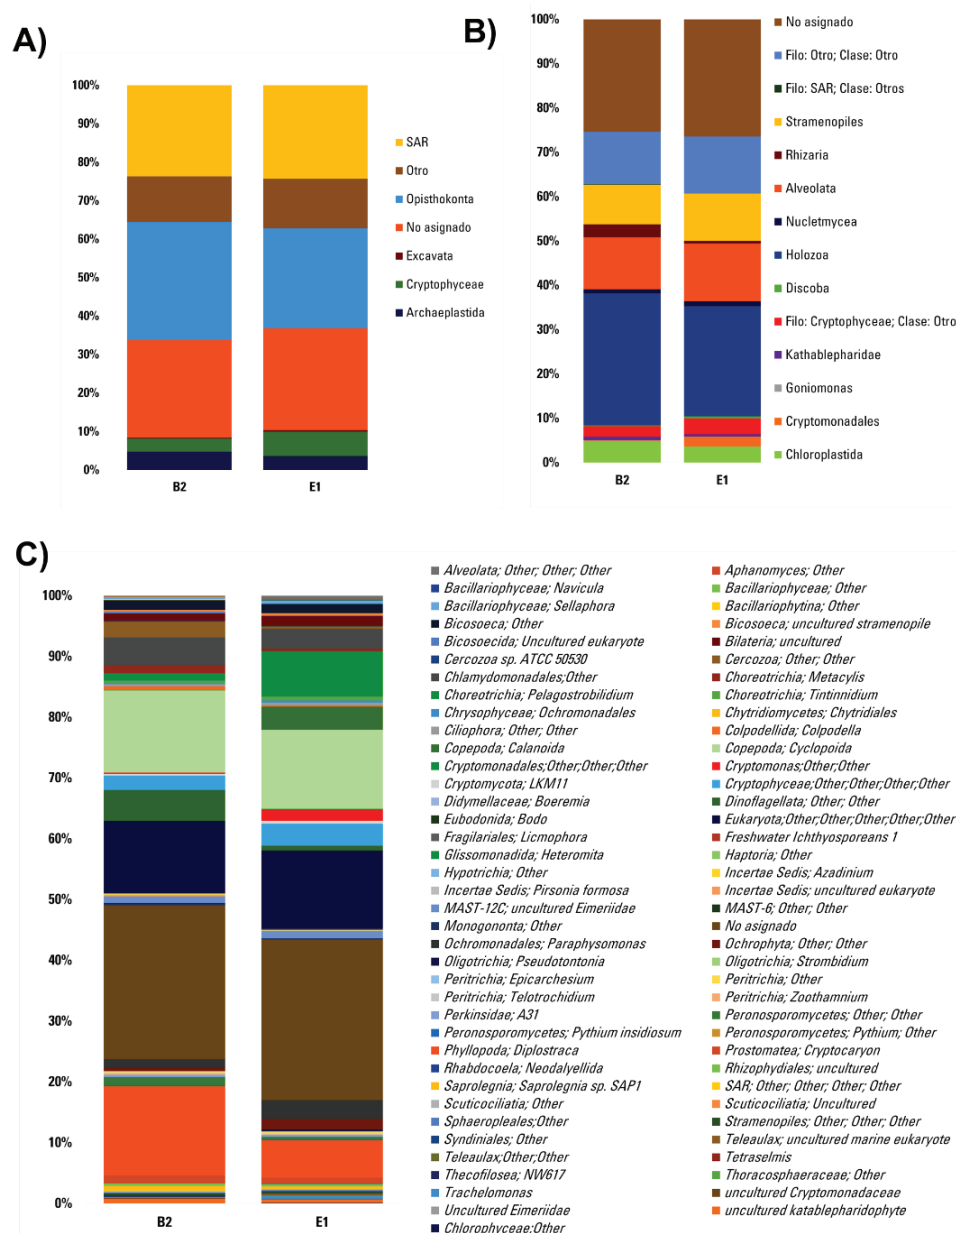 A)
100%
90%
80%
70%
60%
50%
40%
30%
20%
10%
0%
B2 E1
SAR
Otro
Opisthokonta
No asignado
Excavata
Cryptophyceae
Archaeplastida
B)
100%
90%
80%
70%
60%
50%
40%
30%
20%
10%
0%
B2 E1
No asignado
Filo: Otro; Clase: Otro
Filo: SAR; Clase: Otros
Stramenopiles
Rhizaria
Alveolata
Nucletmycea
Holozoa
Discoba
Filo: Cryptophyceae; Clase: Otro
Kathablepharidae
Goniomonas
Cryptomonadales
Chloroplastida
C)
100%
90%
80%
70%
60%
50%
40%
30%
20%
10%
0%
B2 E1
Alveolata; Other; Other; Other
Bacillariophyceae; Navicula
Bacillariophyceae; Sellaphora
Bicosoeca; Other
Bicosoecida; Uncultured eukaryote
Cercozoa sp. ATCC 50530
Chlamydomonadales;Other
Choreotrichia; Pelagostrobilidium
Chrysophyceae; Ochromonadales
Ciliophora; Other; Other
Copepoda; Calanoida
Cryptomonadales;Other;Other;Other
Cryptomycota; LKM11
Didymellaceae; Boeremia
Eubodonida; Bodo
Fragilariales; Licmophora
Glissomonadida; Heteromita
Hypotrichia; Other
Incertae Sedis; Pirsonia formosa
MAST-12C; uncultured Eimeriidae
Monogononta; Other
Ochromonadales; Paraphysomonas
Oligotrichia; Pseudotontonia
Peritrichia; Epicarchesium
Peritrichia; Telotrochidium
Perkinsidae; A31
Peronosporomycetes; Pythium insidiosum
Phyllopoda; Diplostraca
Rhabdocoela; Neodalyellida
Saprolegnia; Saprolegnia sp. SAP1
Scuticociliatia; Other
Sphaeropleales;Other
Syndiniales; Other
Teleaulax;Other;Other
Thecofilosea; NW617
Trachelomonas
Uncultured Eimeriidae
Chlorophyceae;Other
Aphanomyces; Other
Bacillariophyceae; Other
Bacillariophytina; Other
Bicosoeca; uncultured stramenopile
Bilateria; uncultured
Cercozoa; Other; Other
Choreotrichia; Metacylis
Choreotrichia; Tintinnidium
Chytridiomycetes; Chytridiales
Colpodellida; Colpodella
Copepoda; Cyclopoida
Cryptomonas;Other;Other
Cryptophyceae;Other;Other;Other;Other
Dinoflagellata; Other; Other
Eukaryota;Other;Other;Other;Other;Other
Freshwater Ichthyosporeans 1
Haptoria; Other
Incertae Sedis; Azadinium
Incertae Sedis; uncultured eukaryote
MAST-6; Other; Other
No asignado
Ochrophyta; Other; Other
Oligotrichia; Strombidium
Peritrichia; Other
Peritrichia; Zoothamnium
Peronosporomycetes; Other; Other
Peronosporomycetes; Pythium; Other
Prostomatea; Cryptocaryon
Rhizophydiales; uncultured
SAR; Other; Other; Other; Other
Scuticociliatia; Uncultured
Stramenopiles; Other; Other; Other
Teleaulax; uncultured marine eukaryote
Tetraselmis
Thoracosphaeraceae; Other
uncultured Cryptomonadaceae
uncultured katablepharidophyte